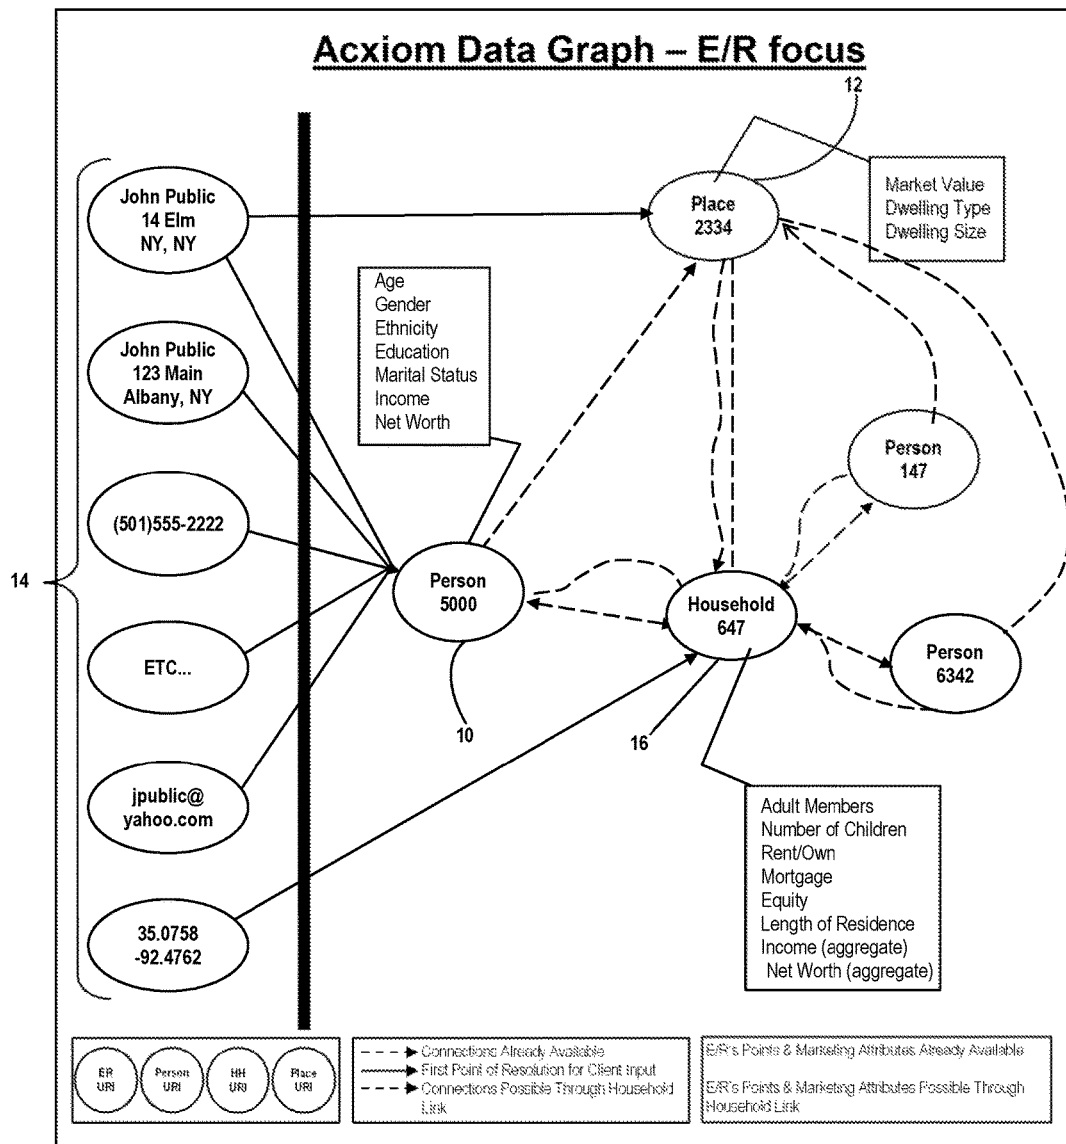 Acxiom Data Graph – E/R focus
12
John Public
14 Elm
NY, NY
Place
2334
Market Value
Dwelling Type
Dwelling Size
Age
Gender
Ethnicity
Education
Marital Status
Income
Net Worth
John Public
123 Main
Albany, NY
Person
147
(501)555-2222
14
Person
5000
Household
647
Person
6342
ETC...
10
16
jpublic@
yahoo.com
Adult Members
Number of Children
Rent/Own
Mortgage
Equity
Length of Residence
Income (aggregate)
Net Worth (aggregate)
35.0758
-92.4762
ER
URI
Person
URI
HH
URI
Place
URI
Connections Already Available
First Point of Resolution for Client Input
Connections Possible Through Household
Link
E/R's Points & Marketing Attributes Already Available
E/R's Points & Marketing Attributes Possible Through
Household Link